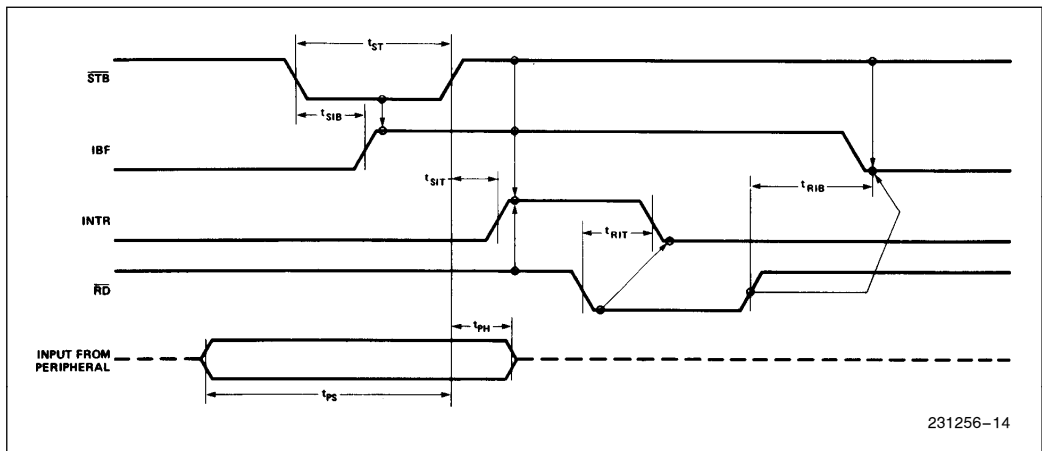 tST
STB
tSIB
IBF
tSIT
tRIB
INTR
tRIT
RD
tPH
INPUT FROM
PERIPHERAL
tPS
231256–14